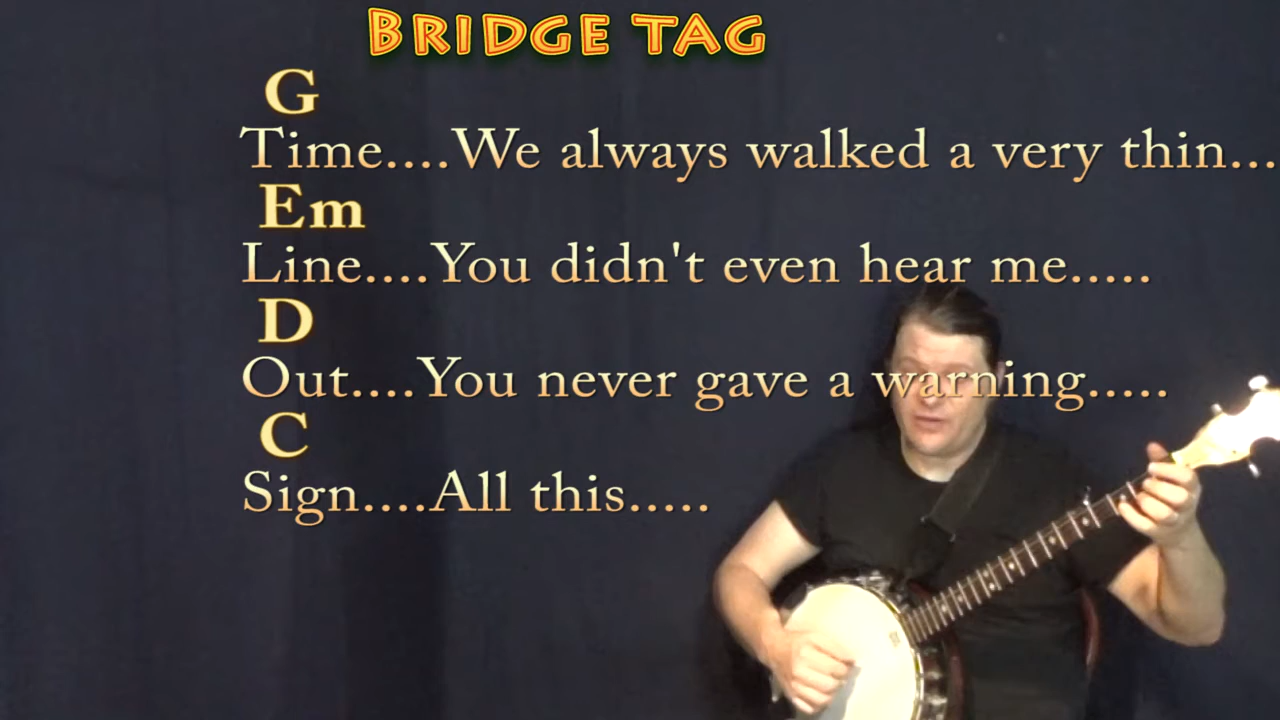 BRIDGE TAG
G
Time....We always walked a very thin...
Em
Line....You didn't even hear me.....
D
Out....You never gave a warning.....
C
Sign....All this.....